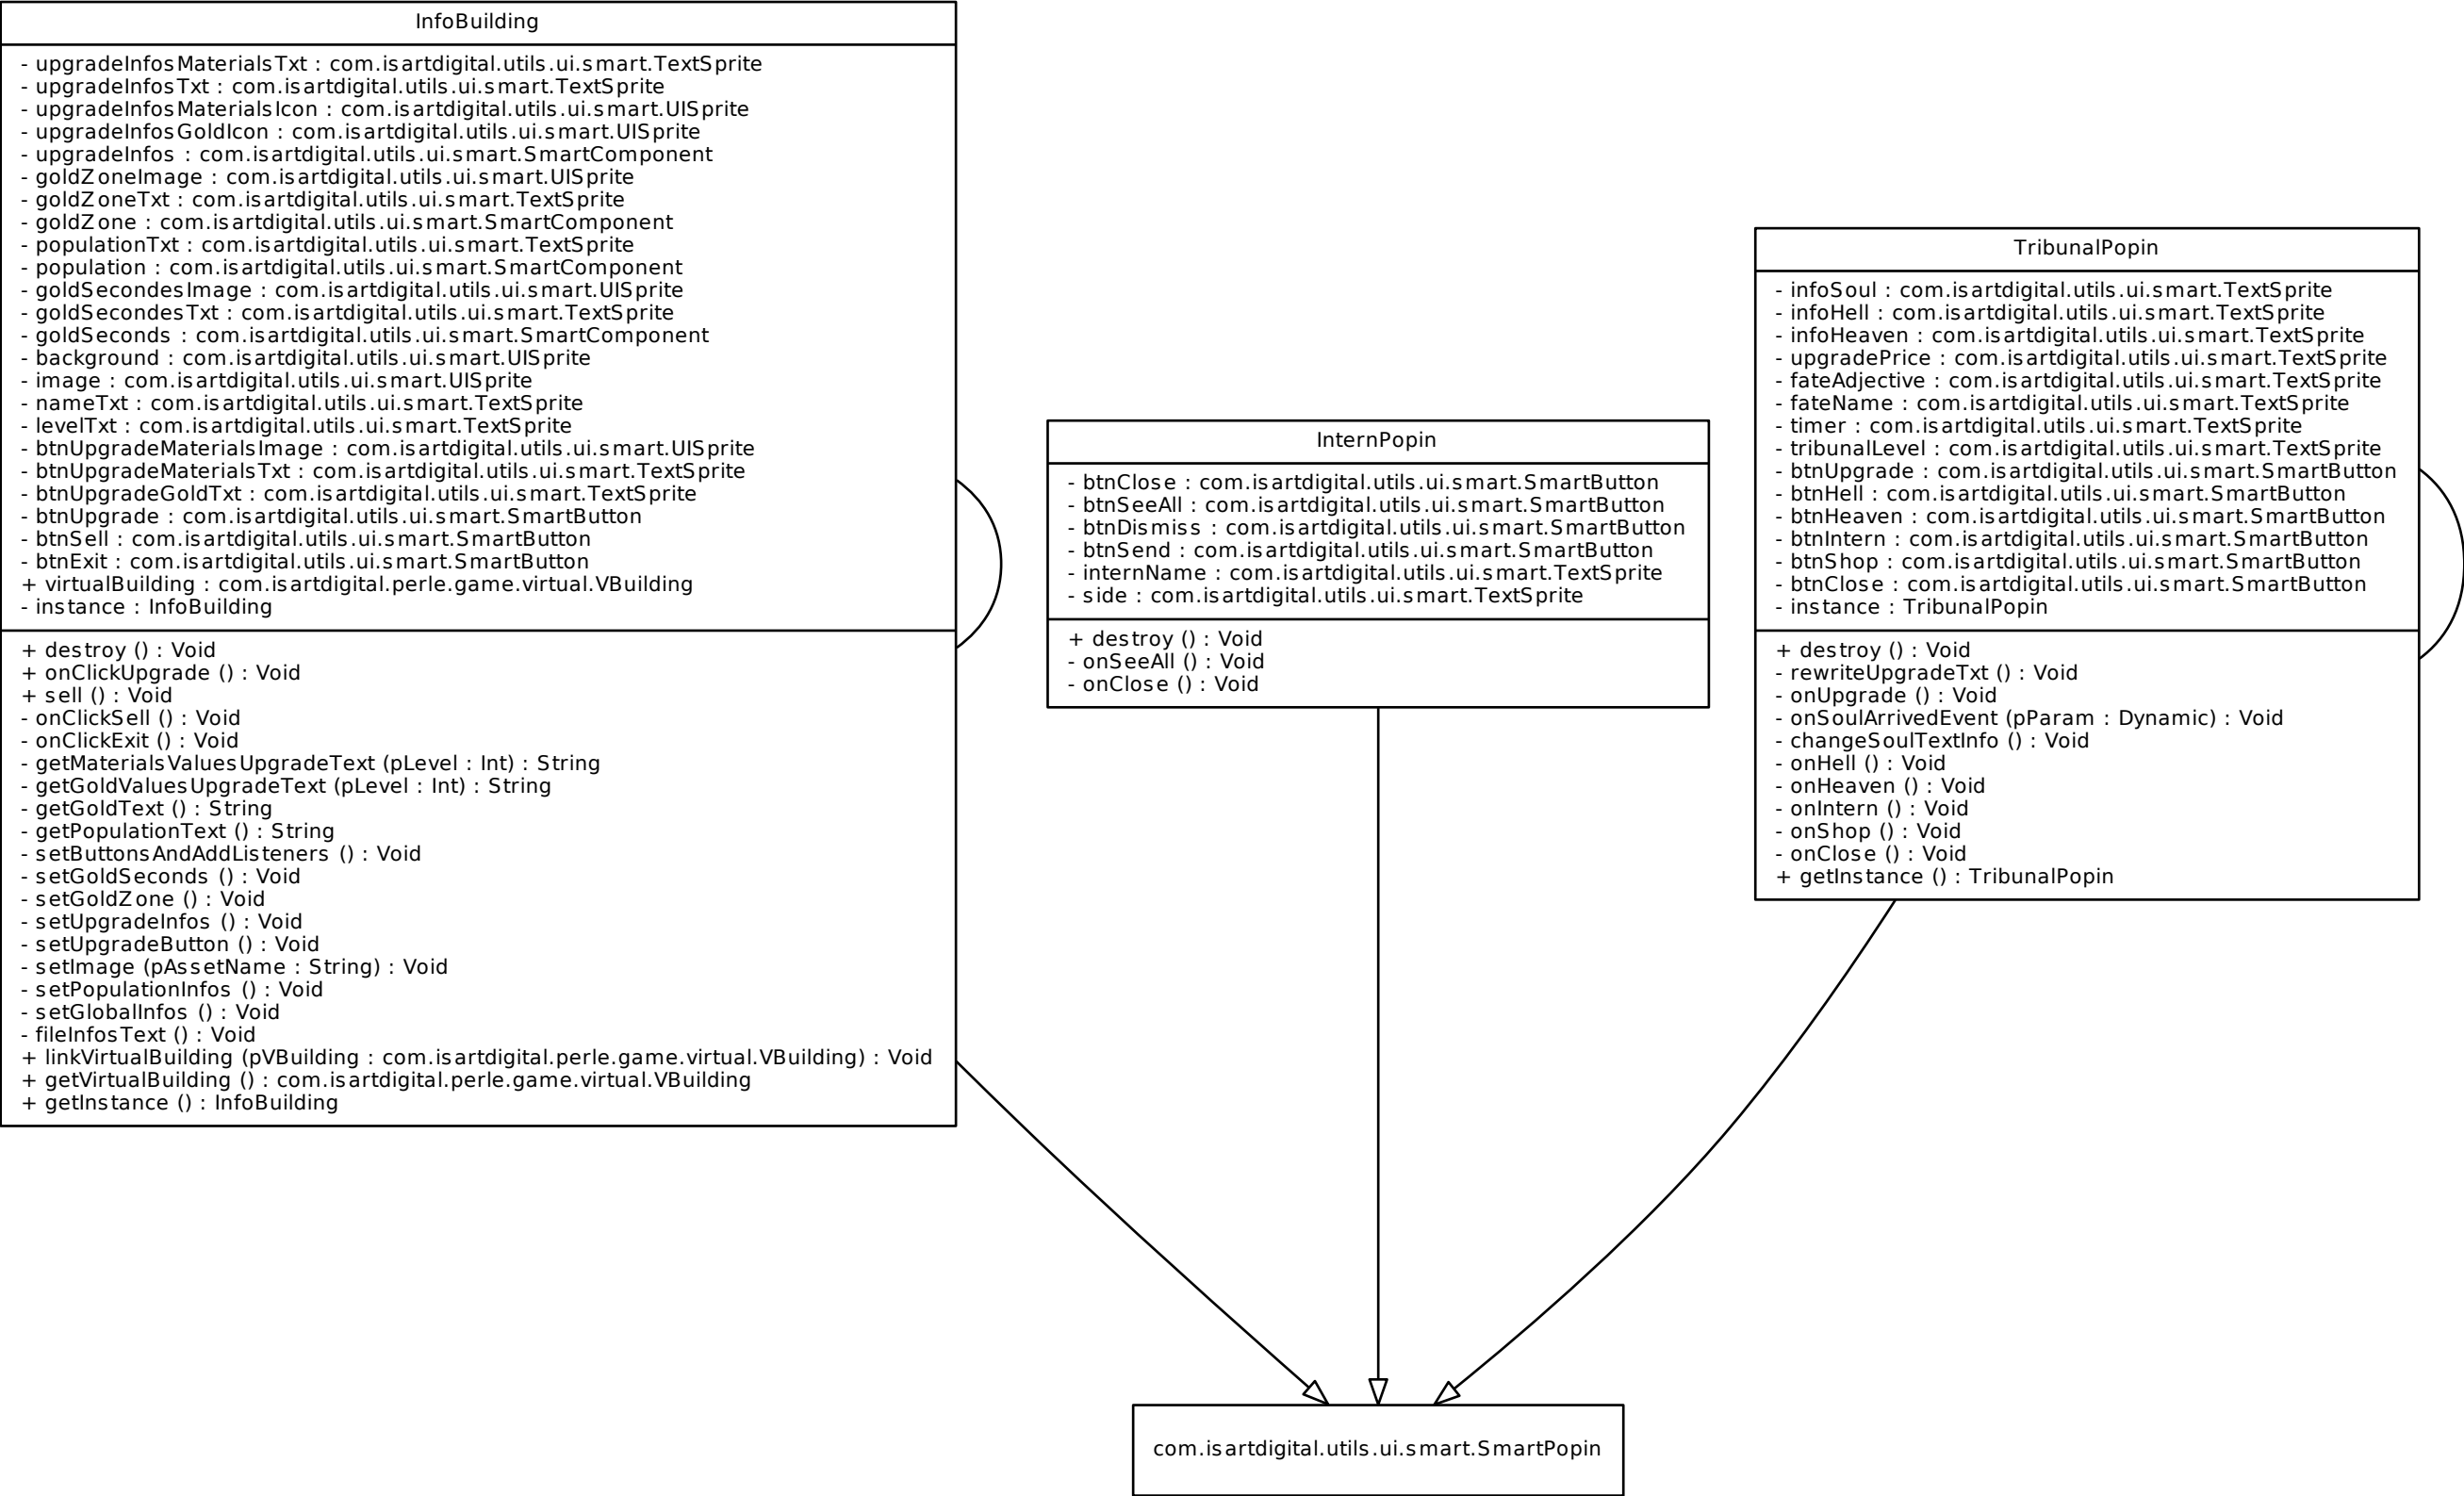 InfoBuilding
- upgradeInfosMaterialsTxt : com.isartdigital.utils.ui.smart.TextSprite
- upgradeInfosTxt : com.isartdigital.utils.ui.smart.TextSprite
- upgradeInfosMaterialsIcon : com.isartdigital.utils.ui.smart.UISprite
- upgradeInfosGoldIcon : com.isartdigital.utils.ui.smart.UISprite
- upgradeInfos : com.isartdigital.utils.ui.smart.SmartComponent
- goldZoneImage : com.isartdigital.utils.ui.smart.UISprite
- goldZoneTxt : com.isartdigital.utils.ui.smart.TextSprite
- goldZone : com.isartdigital.utils.ui.smart.SmartComponent
- populationTxt : com.isartdigital.utils.ui.smart.TextSprite
- population : com.isartdigital.utils.ui.smart.SmartComponent
- goldSecondesImage : com.isartdigital.utils.ui.smart.UISprite
- goldSecondesTxt : com.isartdigital.utils.ui.smart.TextSprite
- goldSeconds : com.isartdigital.utils.ui.smart.SmartComponent
- background : com.isartdigital.utils.ui.smart.UISprite
- image : com.isartdigital.utils.ui.smart.UISprite
- nameTxt : com.isartdigital.utils.ui.smart.TextSprite
- levelTxt : com.isartdigital.utils.ui.smart.TextSprite
- btnUpgradeMaterialsImage : com.isartdigital.utils.ui.smart.UISprite
- btnUpgradeMaterialsTxt : com.isartdigital.utils.ui.smart.TextSprite
- btnUpgradeGoldTxt : com.isartdigital.utils.ui.smart.TextSprite
- btnUpgrade : com.isartdigital.utils.ui.smart.SmartButton
- btnSell : com.isartdigital.utils.ui.smart.SmartButton
- btnExit : com.isartdigital.utils.ui.smart.SmartButton
+ virtualBuilding : com.isartdigital.perle.game.virtual.VBuilding
- instance : InfoBuilding
+ destroy () : Void
+ onClickUpgrade () : Void
+ sell () : Void
- onClickSell () : Void
- onClickExit () : Void
- getMaterialsValuesUpgradeText (pLevel : Int) : String
- getGoldValuesUpgradeText (pLevel : Int) : String
- getGoldText () : String
- getPopulationText () : String
- setButtonsAndAddListeners () : Void
- setGoldSeconds () : Void
- setGoldZone () : Void
- setUpgradeInfos () : Void
- setUpgradeButton () : Void
- setImage (pAssetName : String) : Void
- setPopulationInfos () : Void
- setGlobalInfos () : Void
- fileInfosText () : Void
+ linkVirtualBuilding (pVBuilding : com.isartdigital.perle.game.virtual.VBuilding) : Void
+ getVirtualBuilding () : com.isartdigital.perle.game.virtual.VBuilding
+ getInstance () : InfoBuilding
InternPopin
- btnClose : com.isartdigital.utils.ui.smart.SmartButton
- btnSeeAll : com.isartdigital.utils.ui.smart.SmartButton
- btnDismiss : com.isartdigital.utils.ui.smart.SmartButton
- btnSend : com.isartdigital.utils.ui.smart.SmartButton
- internName : com.isartdigital.utils.ui.smart.TextSprite
- side : com.isartdigital.utils.ui.smart.TextSprite
+ destroy () : Void
- onSeeAll () : Void
- onClose () : Void
TribunalPopin
- infoSoul : com.isartdigital.utils.ui.smart.TextSprite
- infoHell : com.isartdigital.utils.ui.smart.TextSprite
- infoHeaven : com.isartdigital.utils.ui.smart.TextSprite
- upgradePrice : com.isartdigital.utils.ui.smart.TextSprite
- fateAdjective : com.isartdigital.utils.ui.smart.TextSprite
- fateName : com.isartdigital.utils.ui.smart.TextSprite
- timer : com.isartdigital.utils.ui.smart.TextSprite
- tribunalLevel : com.isartdigital.utils.ui.smart.TextSprite
- btnUpgrade : com.isartdigital.utils.ui.smart.SmartButton
- btnHell : com.isartdigital.utils.ui.smart.SmartButton
- btnHeaven : com.isartdigital.utils.ui.smart.SmartButton
- btnIntern : com.isartdigital.utils.ui.smart.SmartButton
- btnShop : com.isartdigital.utils.ui.smart.SmartButton
- btnClose : com.isartdigital.utils.ui.smart.SmartButton
- instance : TribunalPopin
+ destroy () : Void
- rewriteUpgradeTxt () : Void
- onUpgrade () : Void
- onSoulArrivedEvent (pParam : Dynamic) : Void
- changeSoulTextInfo () : Void
- onHell () : Void
- onHeaven () : Void
- onIntern () : Void
- onShop () : Void
- onClose () : Void
+ getInstance () : TribunalPopin
com.isartdigital.utils.ui.smart.SmartPopin